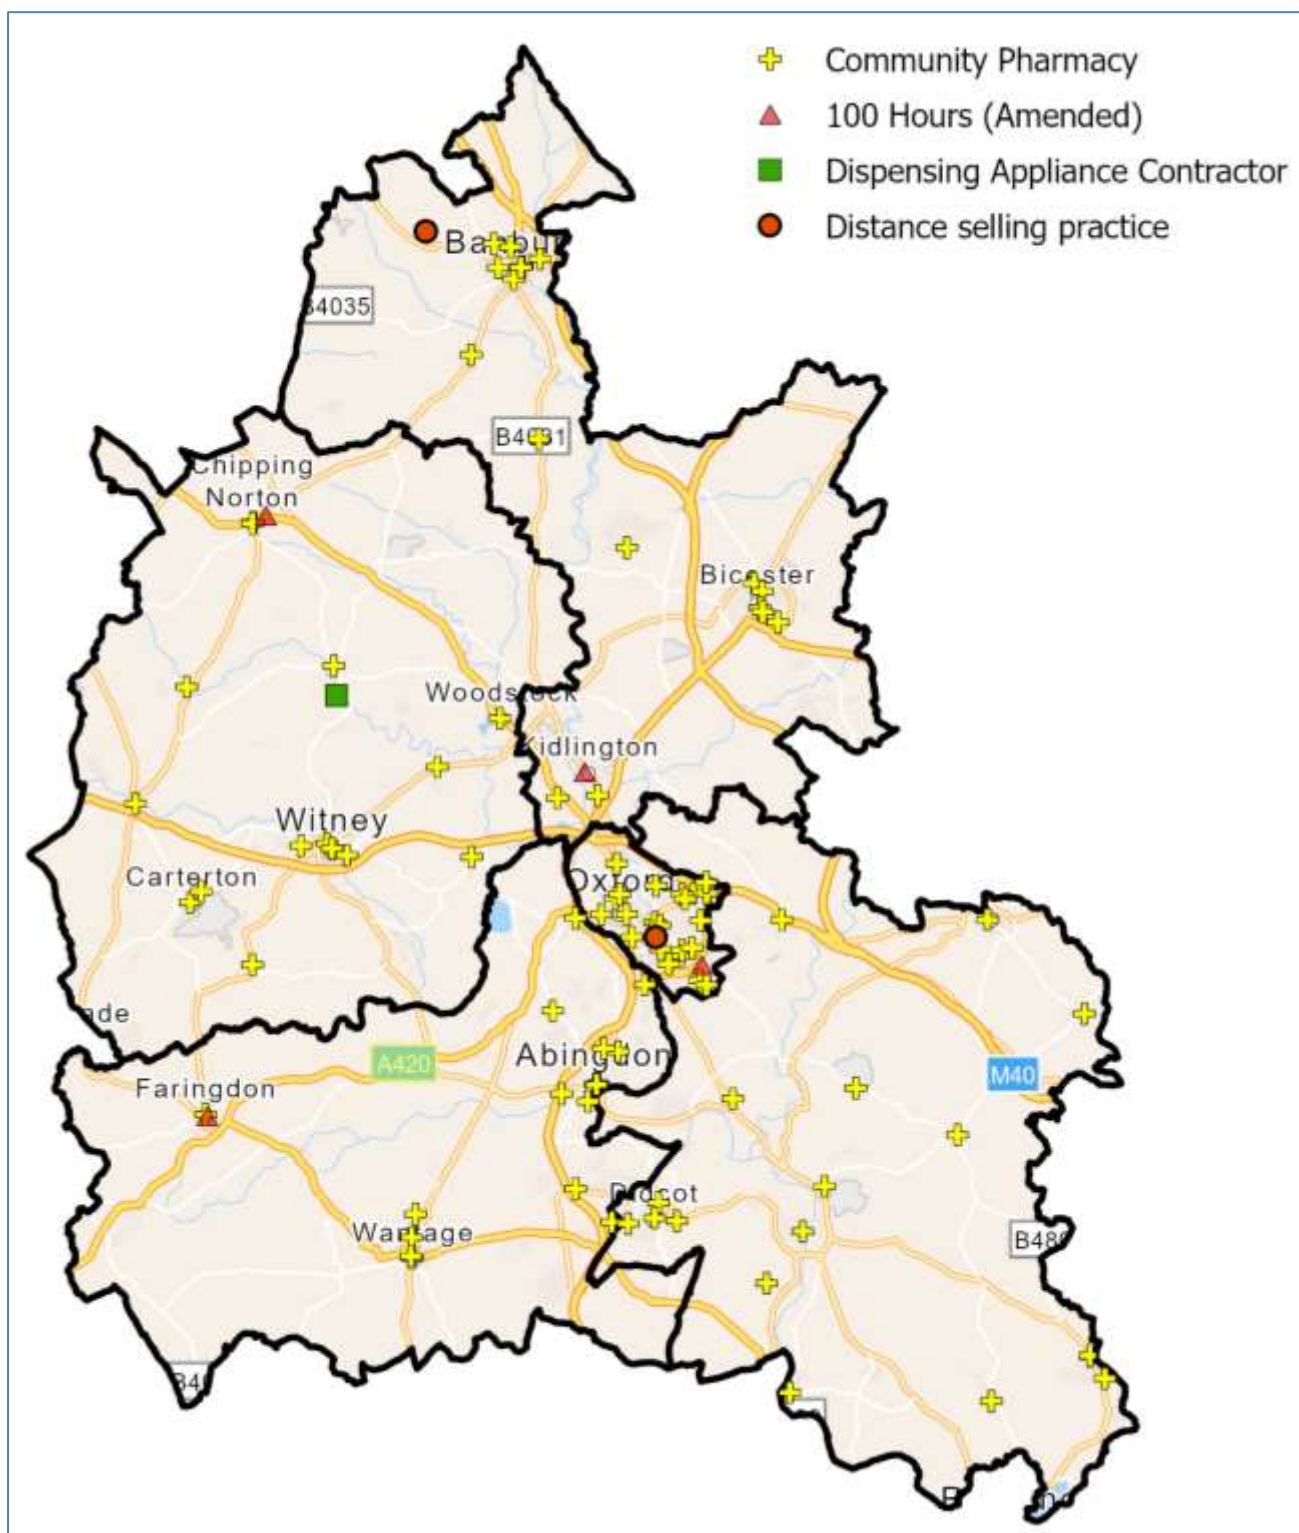 Community Pharmacy
100 Hours (Amended)
Dispensing Appliance Contractor
Distance selling practice
B4035
B4031
Chipping
Norton
Bicester
Woodstock
Kidlington
Witney
Carterton
Oxford
Abingdon
A420
M40
Faringdon
Didcot
Wantage